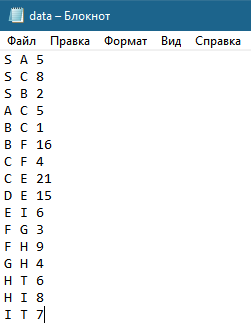 data – Блокнот
Файл Правка Формат Вид Справка
S A 5
S C 8
S B 2
A C 5
B C 1
B F 16
C F 4
C E 21
D E 15
E I 6
F G 3
F H 9
G H 4
H T 6
H I 8
I T 7